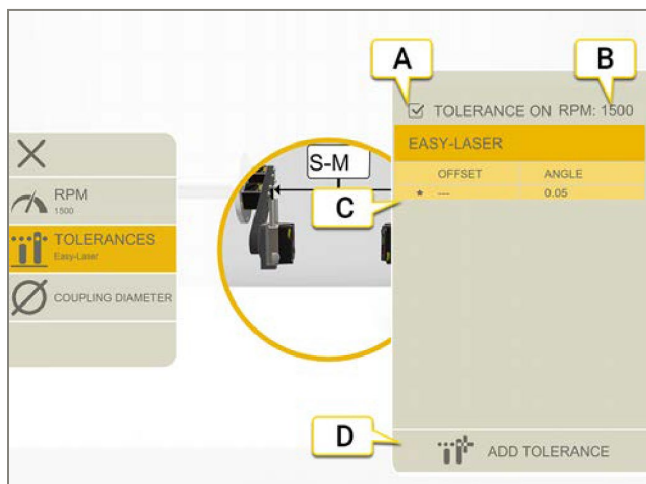 A
B
TOLERANCE ON RPM: 1500
EASY-LASER
OFFSET ANGLE
* --- 0.05
C
S-M
RPM
1500
TOLERANCES
Easy-Laser
COUPLING DIAMETER
D
ADD TOLERANCE